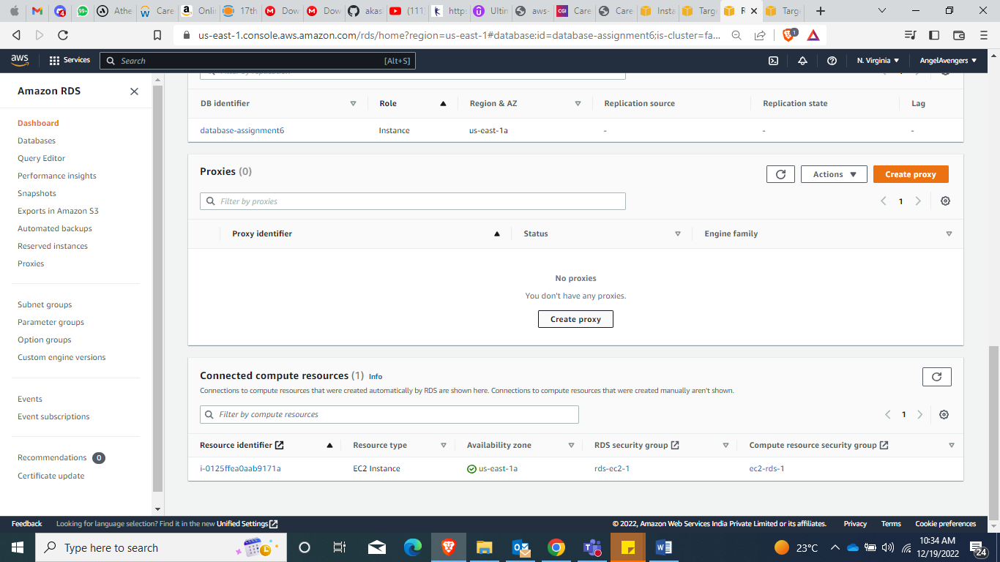 Athe
Care
Onli
17th
Dow
Dow
akas
(111)
https
Ultin
aws-
CGI
Care
Care
Insta
Targ
R
Targ
us-east-1.console.aws.amazon.com/rds/home?region=us-east-1#database:id=database-assignment6;is-cluster=fa...
1
aws
Services
Search
[Alt+S]
N. Virginia
AngelAvengers
Amazon RDS
Dashboard
Databases
Query Editor
Performance insights
Snapshots
Exports in Amazon S3
Automated backups
Reserved instances
Proxies
Subnet groups
Parameter groups
Option groups
Custom engine versions
Events
Event subscriptions
Recommendations 0
Certificate update
DB identifier Role Region & AZ Replication source Replication state Lag
database-assignment6 Instance us-east-1a - - -
Proxies (0)
Actions
Create proxy
Filter by proxies
1
Proxy identifier Status Engine family
No proxies
You don't have any proxies.
Create proxy
Connected compute resources (1) Info
Connections to compute resources that were created automatically by RDS are shown here. Connections to compute resources that were created manually aren't shown.
Filter by compute resources
1
Resource identifier Resource type Availability zone RDS security group Compute resource security group
i-0125ffea0aab9171a EC2 Instance us-east-1a rds-ec2-1 ec2-rds-1
Feedback Looking for language selection? Find it in the new Unified Settings
© 2022, Amazon Web Services India Private Limited or its affiliates. Privacy Terms Cookie preferences
Type here to search
23°C
10:34 AM
12/19/2022
24